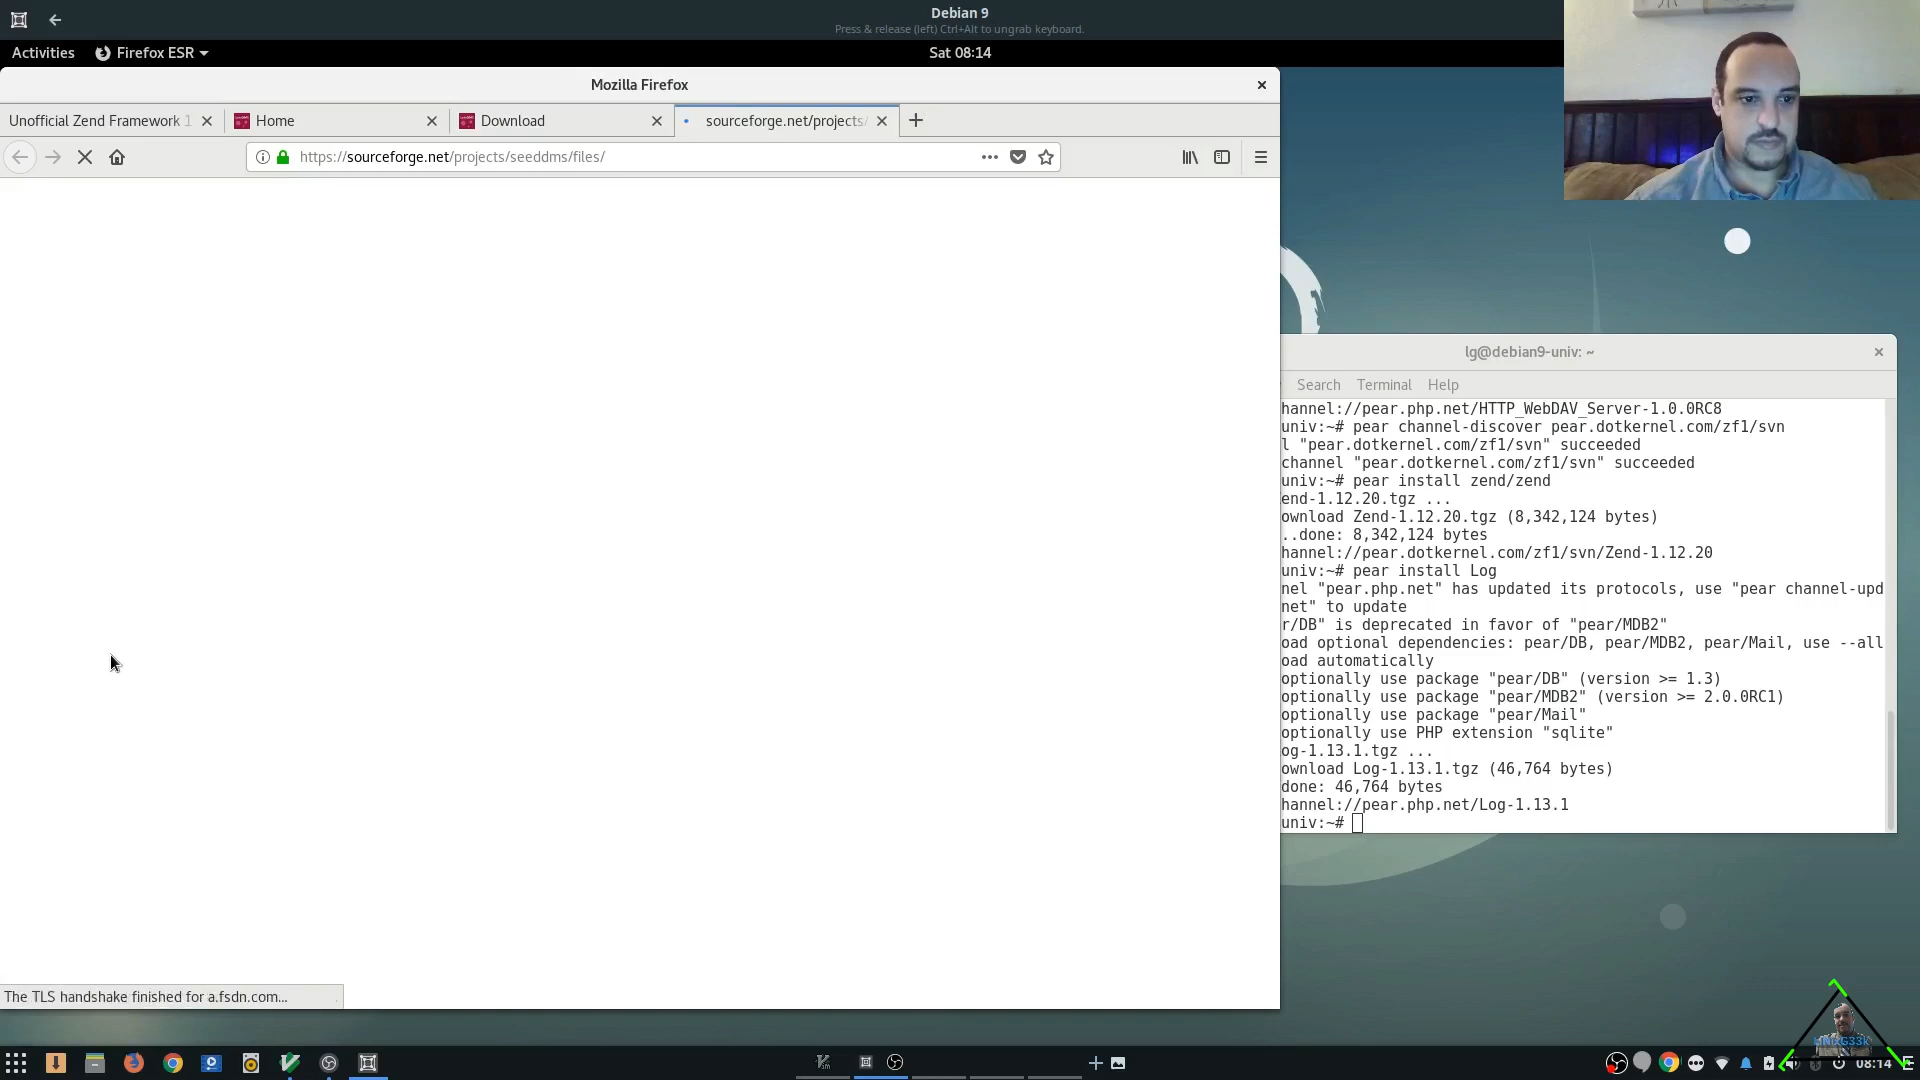 Debian 9
Press & release (left) Ctrl+Alt to ungrab keyboard.
Activities
Firefox ESR
Sat 08:14
Mozilla Firefox
Unofficial Zend Framework 1
Home
Download
sourceforge.net/projects/
https://sourceforge.net/projects/seeddms/files/
lg@debian9-univ: ~
Search Terminal Help
hannel://pear.php.net/HTTP_WebDAV_Server-1.0.0RC8
univ:~# pear channel-discover pear.dotkernel.com/zf1/svn
l "pear.dotkernel.com/zf1/svn" succeeded
channel "pear.dotkernel.com/zf1/svn" succeeded
univ:~# pear install zend/zend
end-1.12.20.tgz ...
ownload Zend-1.12.20.tgz (8,342,124 bytes)
..done: 8,342,124 bytes
hannel://pear.dotkernel.com/zf1/svn/Zend-1.12.20
univ:~# pear install Log
nel "pear.php.net" has updated its protocols, use "pear channel-upd
net" to update
r/DB" is deprecated in favor of "pear/MDB2"
oad optional dependencies: pear/DB, pear/MDB2, pear/Mail, use --all
oad automatically
optionally use package "pear/DB" (version >= 1.3)
optionally use package "pear/MDB2" (version >= 2.0.0RC1)
optionally use package "pear/Mail"
optionally use PHP extension "sqlite"
og-1.13.1.tgz ...
ownload Log-1.13.1.tgz (46,764 bytes)
done: 46,764 bytes
hannel://pear.php.net/Log-1.13.1
univ:~#
The TLS handshake finished for a.fsdn.com...
08:14